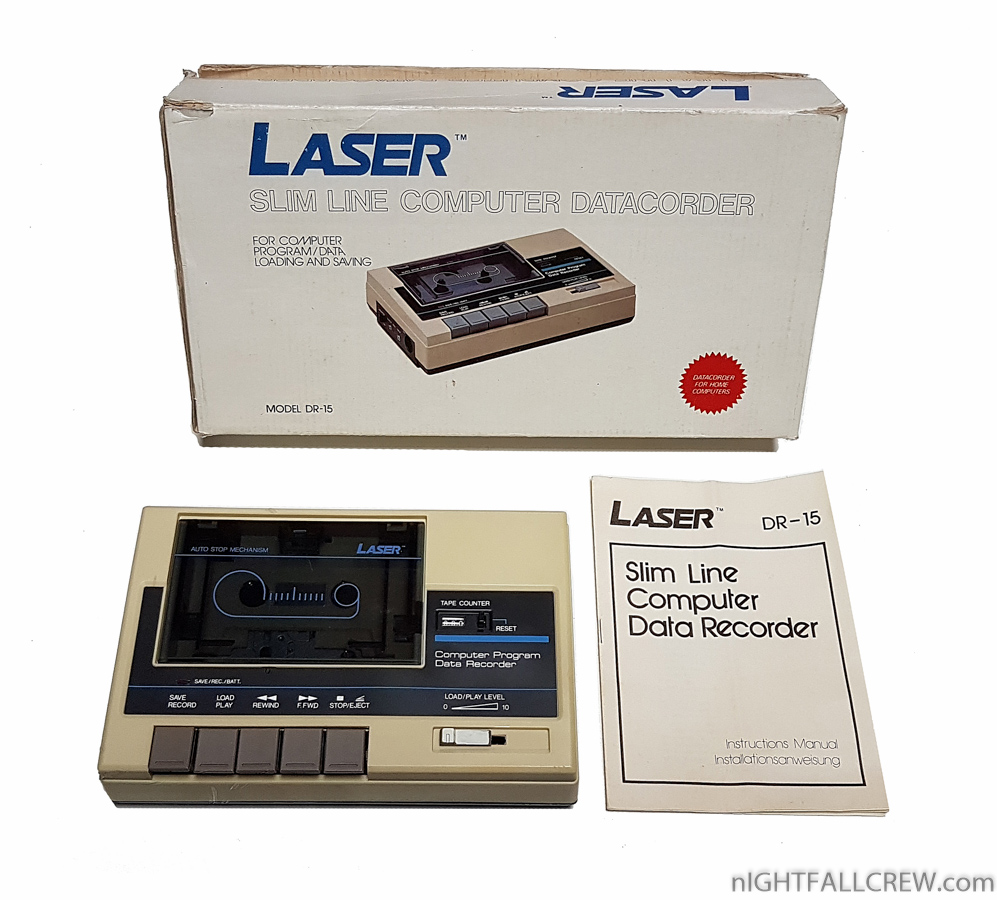 LASER
LASER™
SLIM LINE COMPUTER DATACORDER
FOR COMPUTER
PROGRAM/DATA
LOADING AND SAVING
DATACORDER
FOR HOME
COMPUTERS
MODEL DR-15
AUTO STOP MECHANISM
LASER™
TAPE COUNTER
RESET
Computer Program
Data Recorder
SAVE/REC./BATT.
SAVE RECORD
LOAD PLAY
REWIND
F.FWD
STOP/EJECT
LOAD/PLAY LEVEL
0 10
LASER™ DR-15
Slim Line
Computer
Data Recorder
Instructions Manual
Installationsanweisung
nIGHTFALLCREW.com